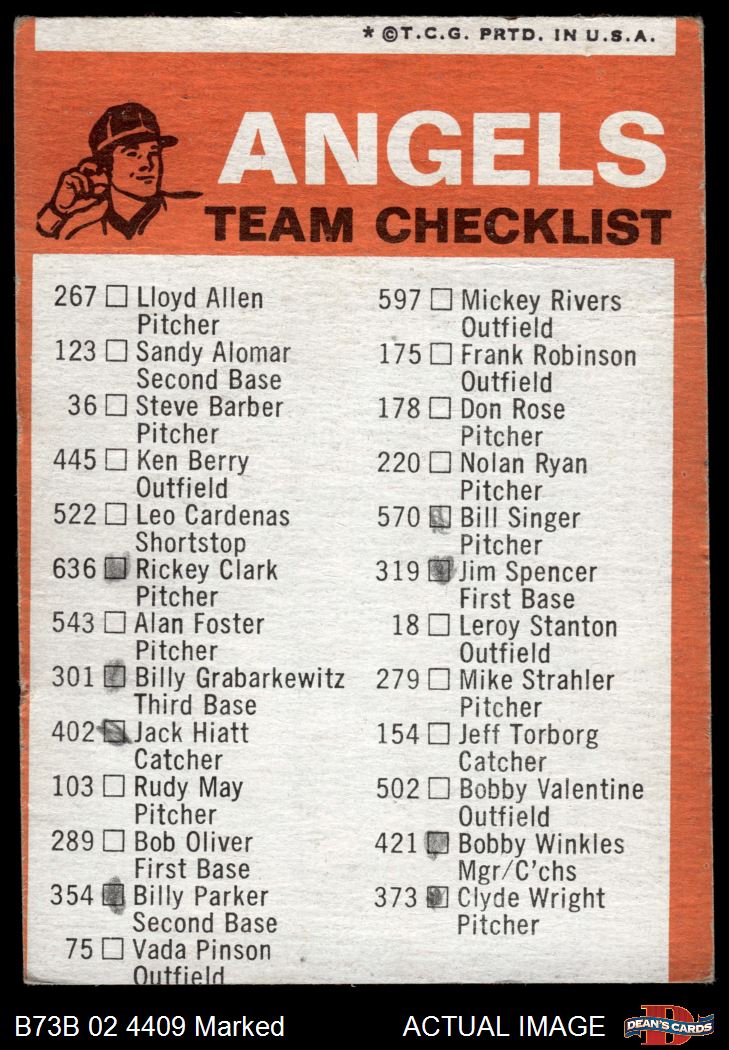 * ©T.C.G. PRTD. IN U.S.A.
ANGELS
TEAM CHECKLIST
267 Lloyd Allen
Pitcher
123 Sandy Alomar
Second Base
36 Steve Barber
Pitcher
445 Ken Berry
Outfield
522 Leo Cardenas
Shortstop
636 Rickey Clark
Pitcher
543 Alan Foster
Pitcher
301 Billy Grabarkewitz
Third Base
402 Jack Hiatt
Catcher
103 Rudy May
Pitcher
289 Bob Oliver
First Base
354 Billy Parker
Second Base
75 Vada Pinson
Outfield
597 Mickey Rivers
Outfield
175 Frank Robinson
Outfield
178 Don Rose
Pitcher
220 Nolan Ryan
Pitcher
570 Bill Singer
Pitcher
319 Jim Spencer
First Base
18 Leroy Stanton
Outfield
279 Mike Strahler
Pitcher
154 Jeff Torborg
Catcher
502 Bobby Valentine
Outfield
421 Bobby Winkles
Mgr/C'chs
373 Clyde Wright
Pitcher
B73B 02 4409 Marked
ACTUAL IMAGE
DEAN'S CARDS